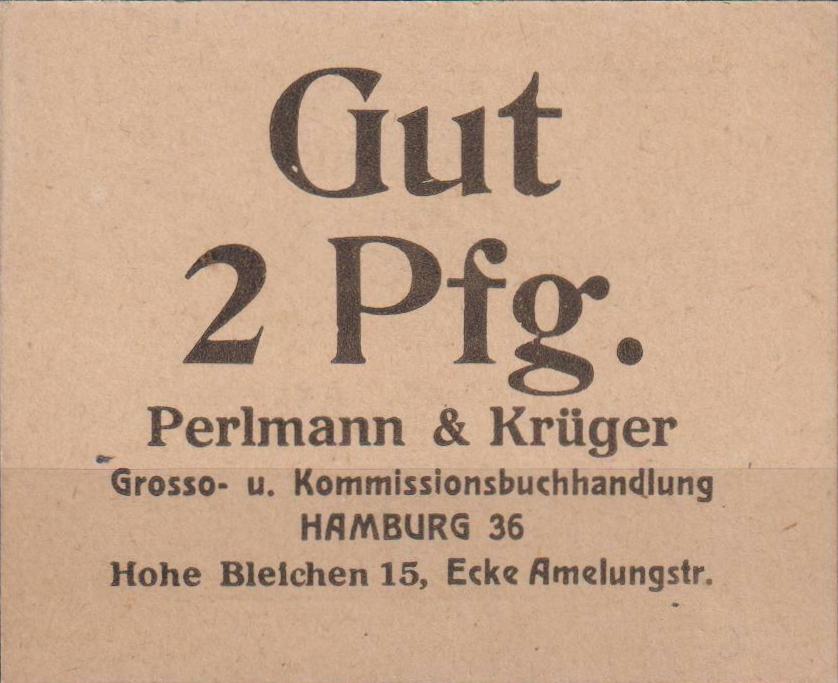 Gut
2 Pfg.
Perlmann & Krüger
Grosso- u. Kommissionsbuchhandlung
HAMBURG 36
Hohe Bleichen 15, Ecke Amelungstr.